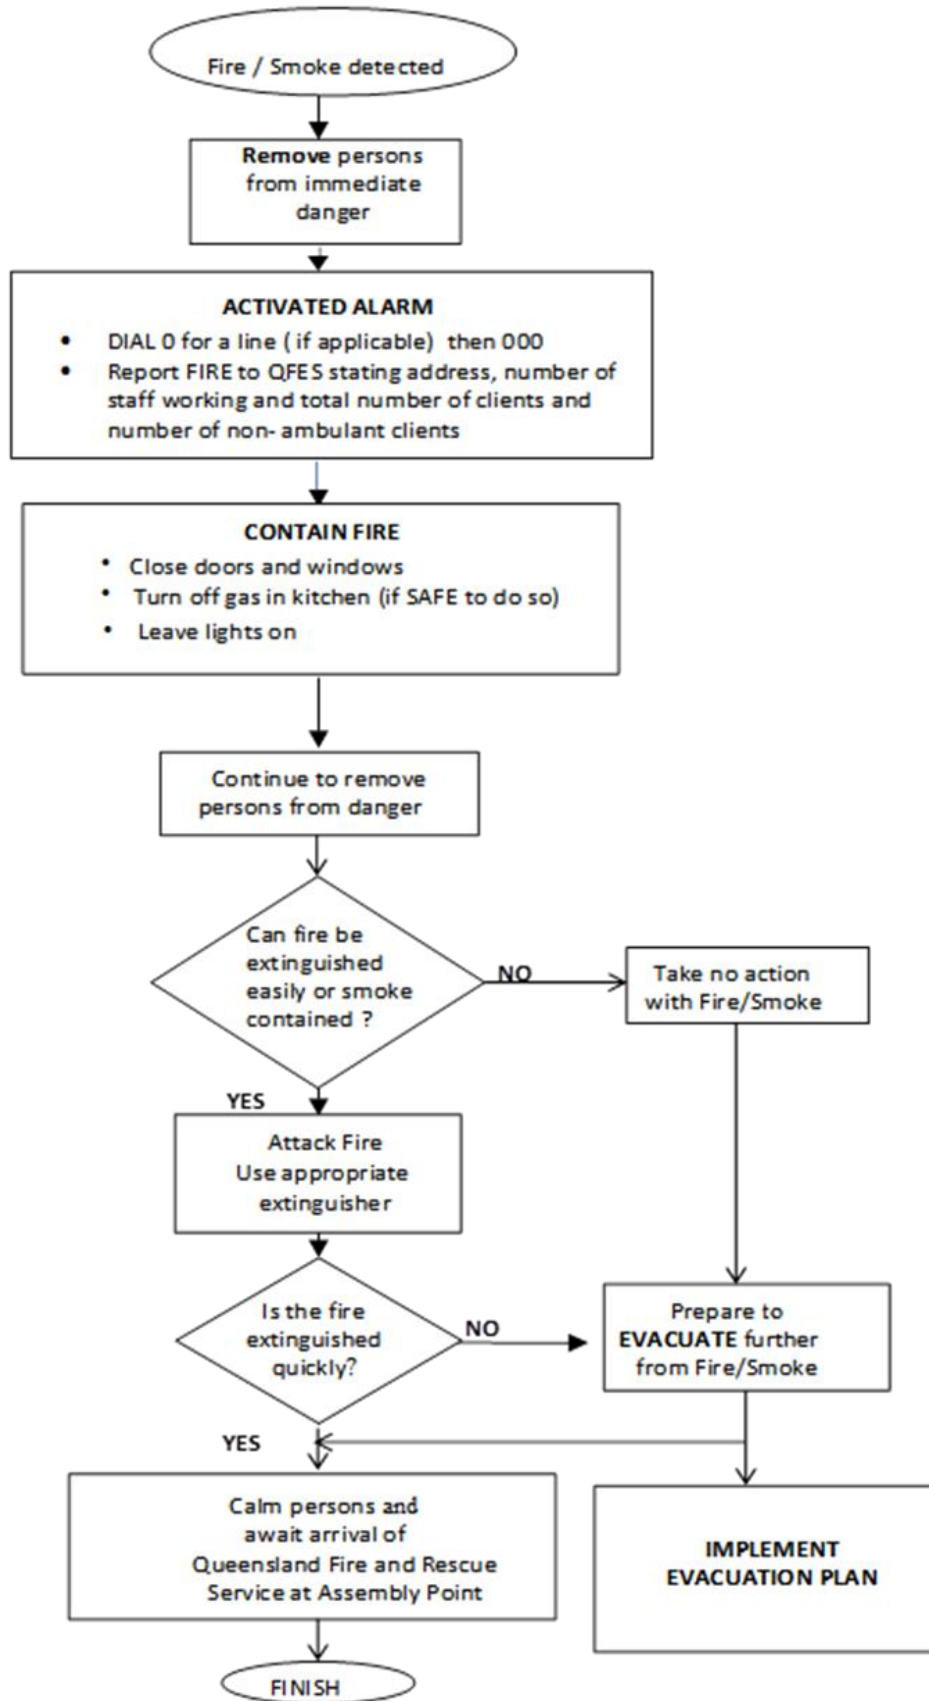 Fire / Smoke detected
Remove persons
from immediate
danger
ACTIVATED ALARM
• DIAL 0 for a line ( if applicable) then 000
• Report FIRE to QFES stating address, number of
staff working and total number of clients and
number of non- ambulant clients
CONTAIN FIRE
• Close doors and windows
• Turn off gas in kitchen (if SAFE to do so)
• Leave lights on
Continue to remove
persons from danger
Can fire be
extinguished
easily or smoke
contained ?
NO
Take no action
with Fire/Smoke
YES
Attack Fire
Use appropriate
extinguisher
Is the fire
extinguished
quickly?
NO
Prepare to
EVACUATE further
from Fire/Smoke
YES
Calm persons and
await arrival of
Queensland Fire and Rescue
Service at Assembly Point
IMPLEMENT
EVACUATION PLAN
FINISH